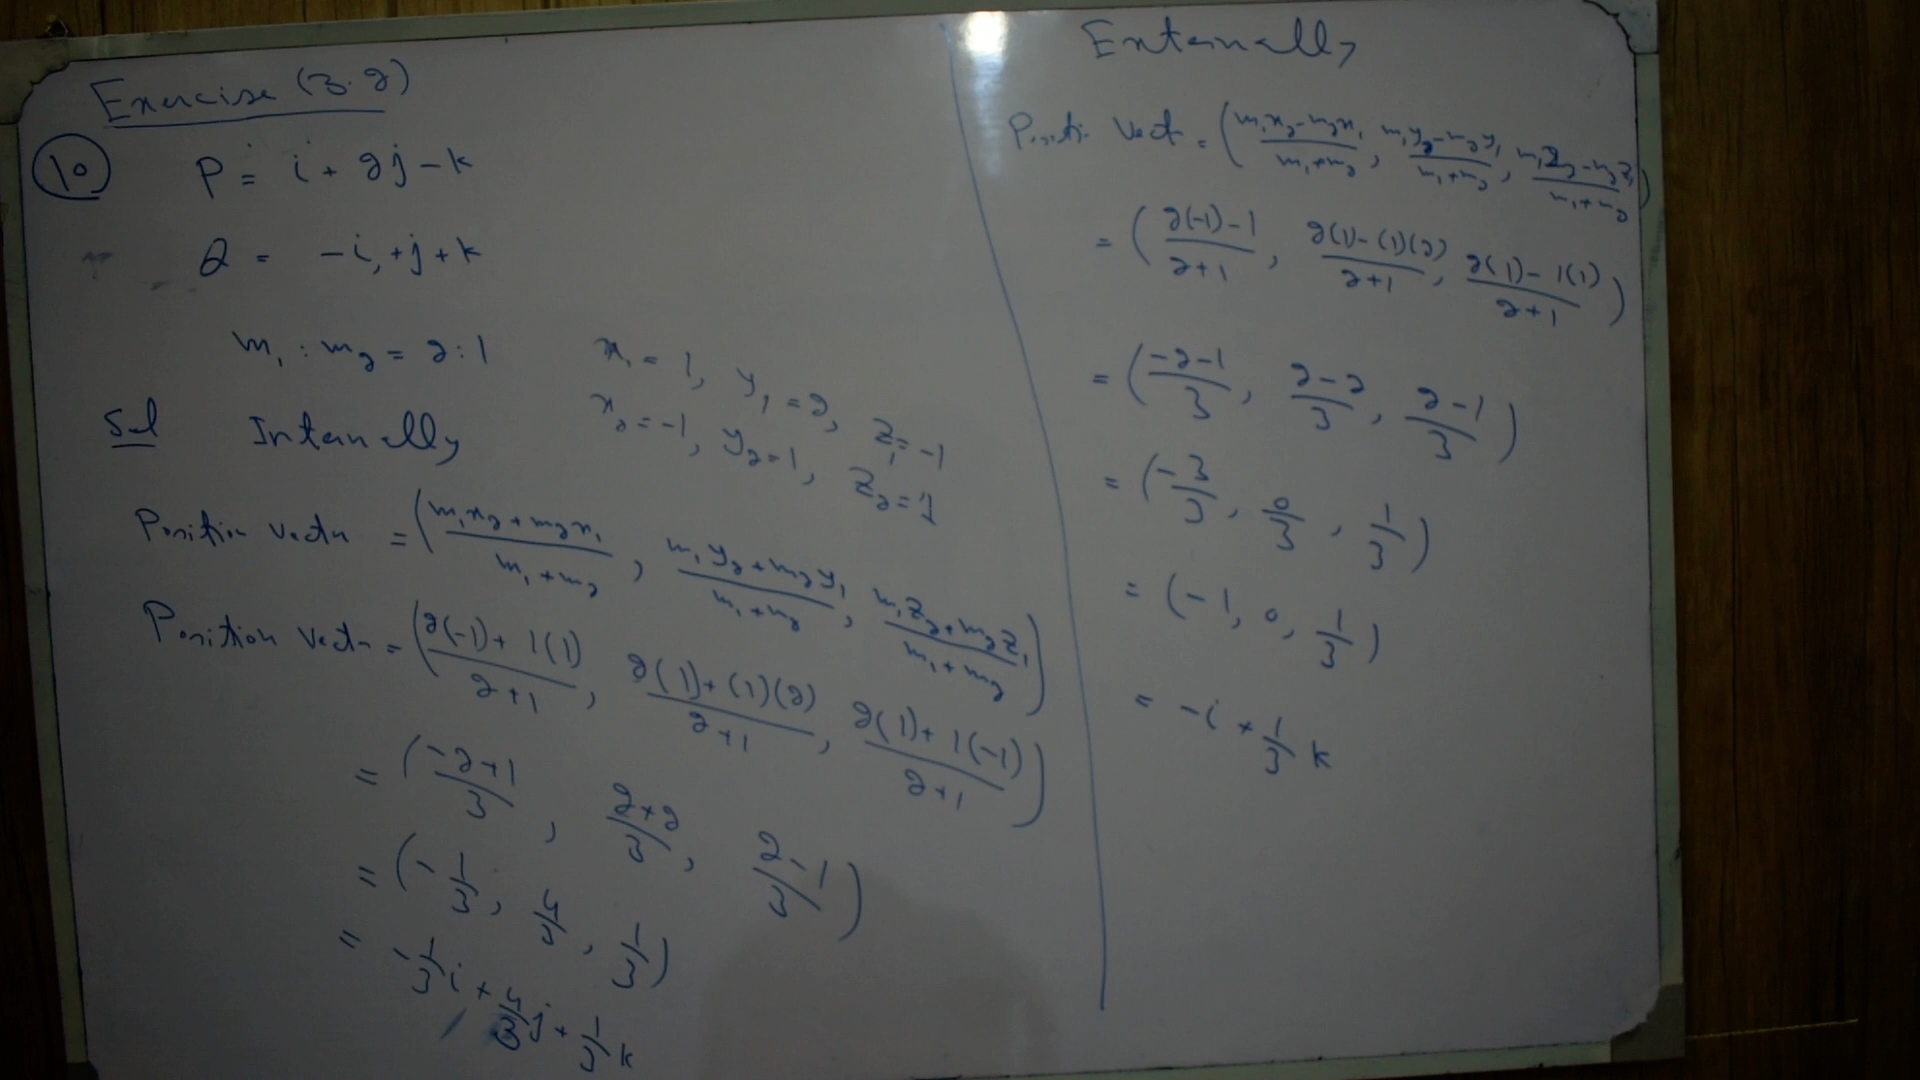 Exercise (3.2)
10 P = i + 2j - k
Q = -i + j + k
m₁ : m₂ = 2 : 1
x₁ = 1, y₁ = 2, z₁ = -1
x₂ = -1, y₂ = 1, z₂ = 1
Sol Internally
Position vector = ( (m₁x₂ + m₂x₁)/(m₁ + m₂) , (m₁y₂ + m₂y₁)/(m₁ + m₂) , (m₁z₂ + m₂z₁)/(m₁ + m₂) )
Position vector = ( (2(-1) + 1(1))/(2+1) , (2(1) + (1)(2))/(2+1) , (2(1) + 1(-1))/(2+1) )
= ( (-2+1)/3 , (2+2)/3 , (2-1)/3 )
= ( -1/3 , 4/3 , 1/3 )
= -1/3 i + 4/3 j + 1/3 k
Externally
Position Vect = ( (m₁x₂ - m₂x₁)/(m₁ + m₂) , (m₁y₂ - m₂y₁)/(m₁ + m₂) , (m₁z₂ - m₂z₁)/(m₁ + m₂) )
= ( (2(-1) - 1)/(2+1) , (2(1) - (1)(2))/(2+1) , (2(1) - 1(1))/(2+1) )
= ( (-2-1)/3 , (2-2)/3 , (2-1)/3 )
= ( -3/3 , 0/3 , 1/3 )
= ( -1, 0, 1/3 )
= -i + 1/3 k